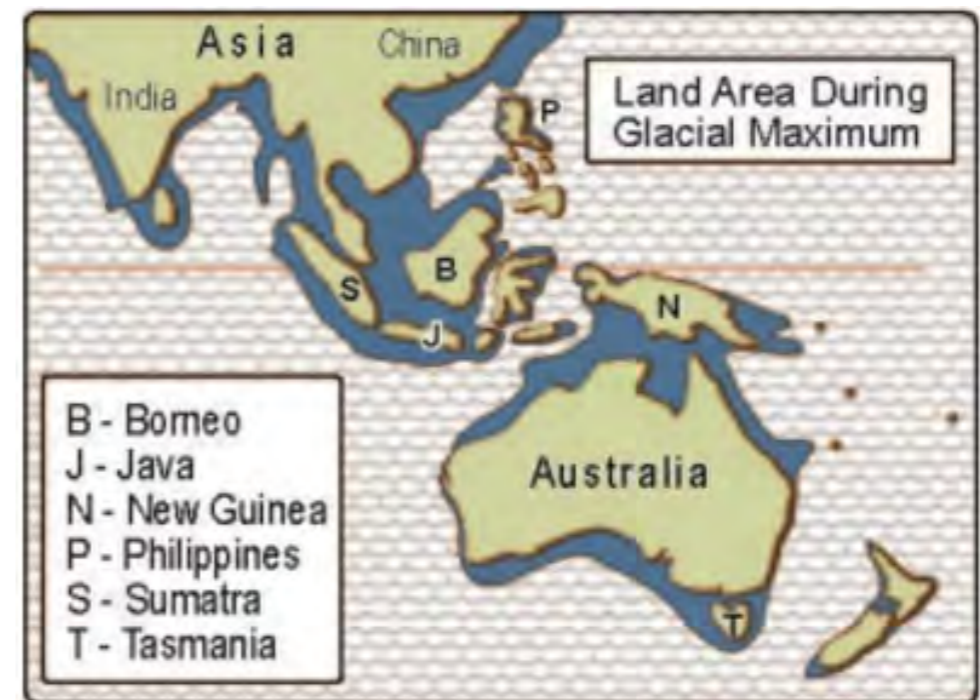 Asia
China
India
P
Land Area During
Glacial Maximum
B
S
N
J
B - Borneo
J - Java
N - New Guinea
P - Philippines
S - Sumatra
T - Tasmania
Australia
T